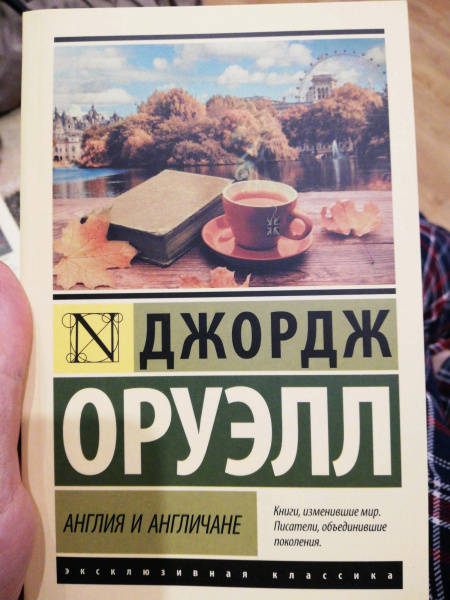 N
ДЖОРДЖ
ОРУЭЛЛ
АНГЛИЯ И АНГЛИЧАНЕ
Книги, изменившие мир.
Писатели, объединившие
поколения.
эксклюзивная классика